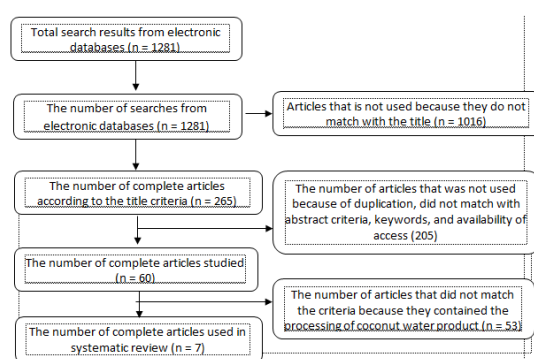 Total search results from electronic
databases (n = 1281)
The number of searches from
electronic databases (n = 1281)
Articles that is not used because they do not
match with the title (n = 1016)
The number of complete articles
according to the title criteria (n = 265)
The number of articles that was not used
because of duplication, did not match with
abstract criteria, keywords, and availability of
access (205)
The number of complete articles studied
(n = 60)
The number of articles that did not match
the criteria because they contained the
processing of coconut water product (n = 53)
The number of complete articles used in
systematic review (n = 7)